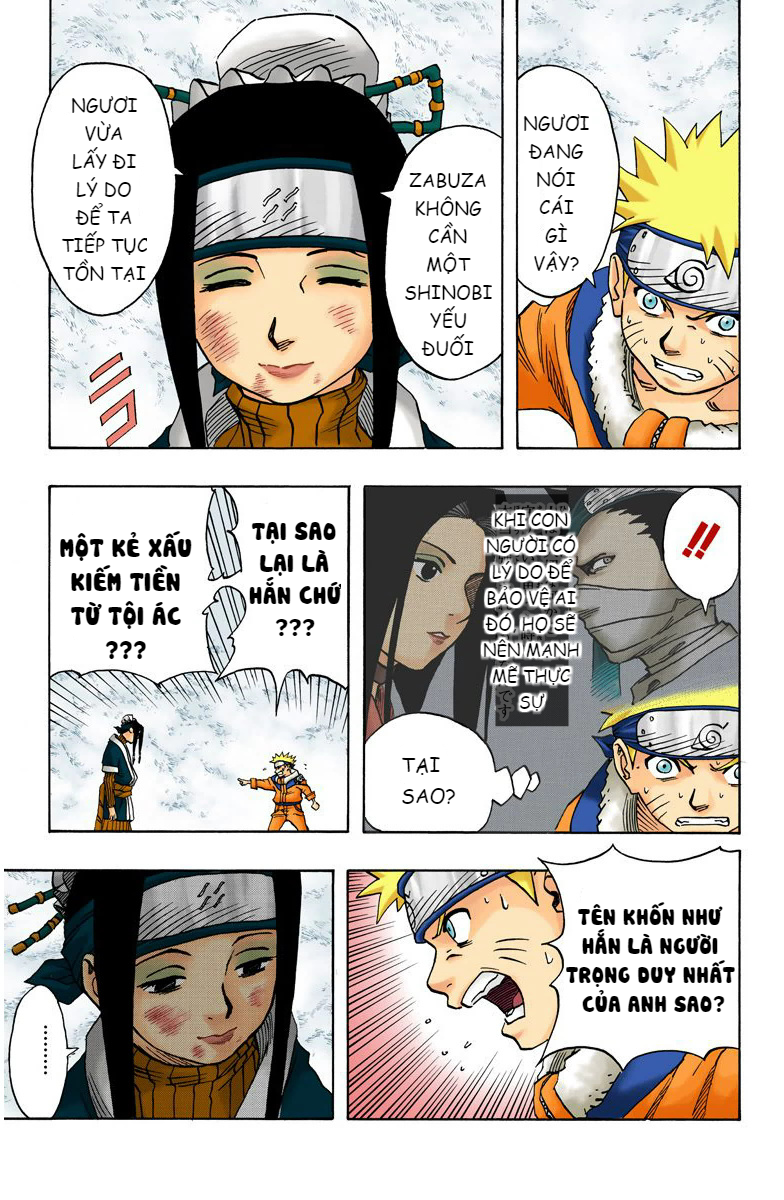 NGƯƠI
ĐANG
NÓI
CÁI
GÌ
VẬY?
ZABUZA
KHÔNG
CẦN
MỘT
SHINOBI
YẾU
ĐUỐI
NGƯƠI
VỪA
LẤY ĐI
LÝ DO
ĐỂ TA
TIẾP TỤC
TỒN TẠI
ニコ
!!
KHI CON
NGƯỜI CÓ
LÝ DO ĐỂ
BẢO VỆ AI
ĐÓ HỌ SẼ
NÊN MẠNH
MẼ THỰC
SỰ
TẠI
SAO?
TẠI SAO
LẠI LÀ
HẮN CHỨ
???
MỘT KẺ XẤU
KIẾM TIỀN
TỪ TỘI ÁC
???
TÊN KHỐN NHƯ
HẮN LÀ NGƯỜI
TRỌNG DUY NHẤT
CỦA ANH SAO?
..........